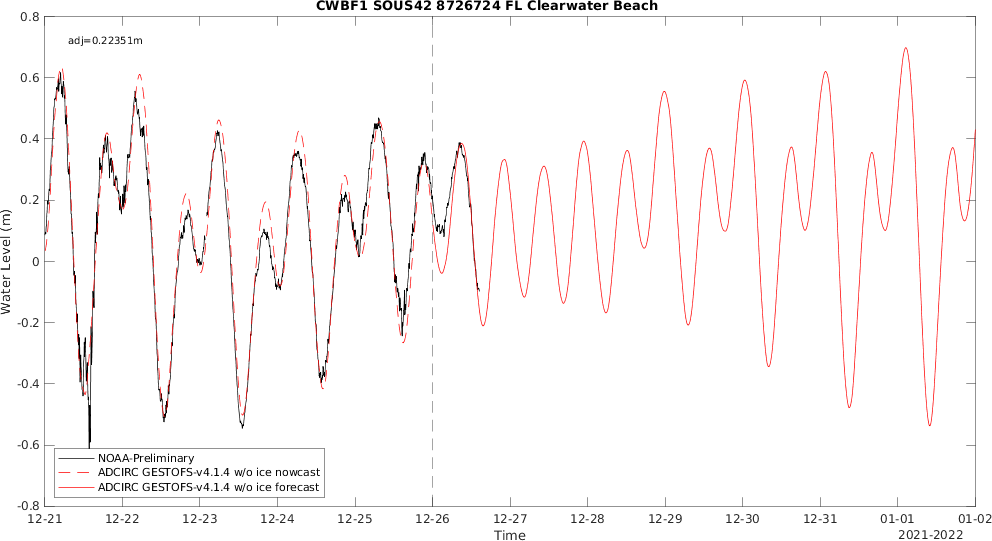 CWBF1 SOUS42 8726724 FL Clearwater Beach
adj=0.22351m
0.8
0.6
0.4
0.2
0
-0.2
-0.4
-0.6
-0.8
Water Level (m)
NOAA-Preliminary
ADCIRC GESTOFS-v4.1.4 w/o ice nowcast
ADCIRC GESTOFS-v4.1.4 w/o ice forecast
12-21 12-22 12-23 12-24 12-25 12-26 12-27 12-28 12-29 12-30 12-31 01-01 01-02
Time
2021-2022